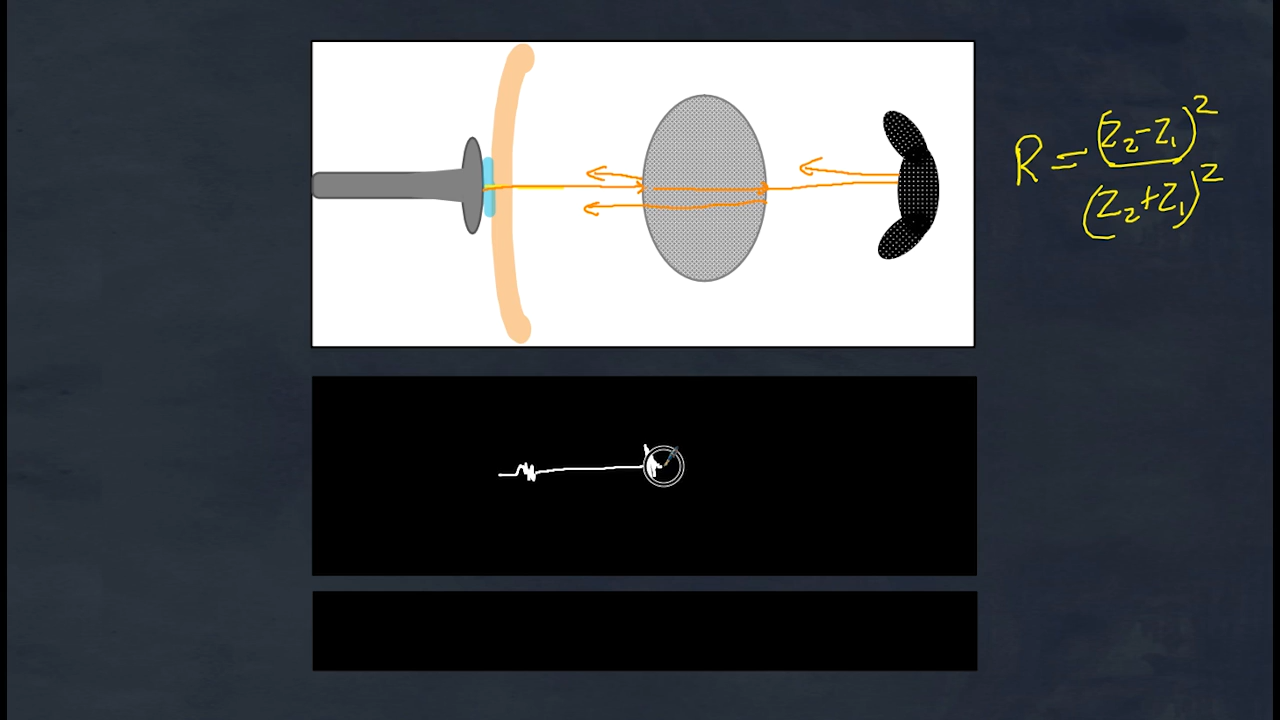 R = (Z₂-Z₁)²
(Z₂+Z₁)²